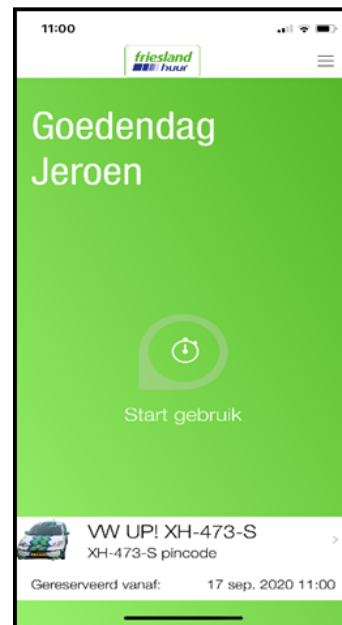 11:00
friesland
huur
Goedendag
Jeroen
Start gebruik
VW UP! XH-473-S
XH-473-S pincode
Gereserveerd vanaf: 17 sep. 2020 11:00